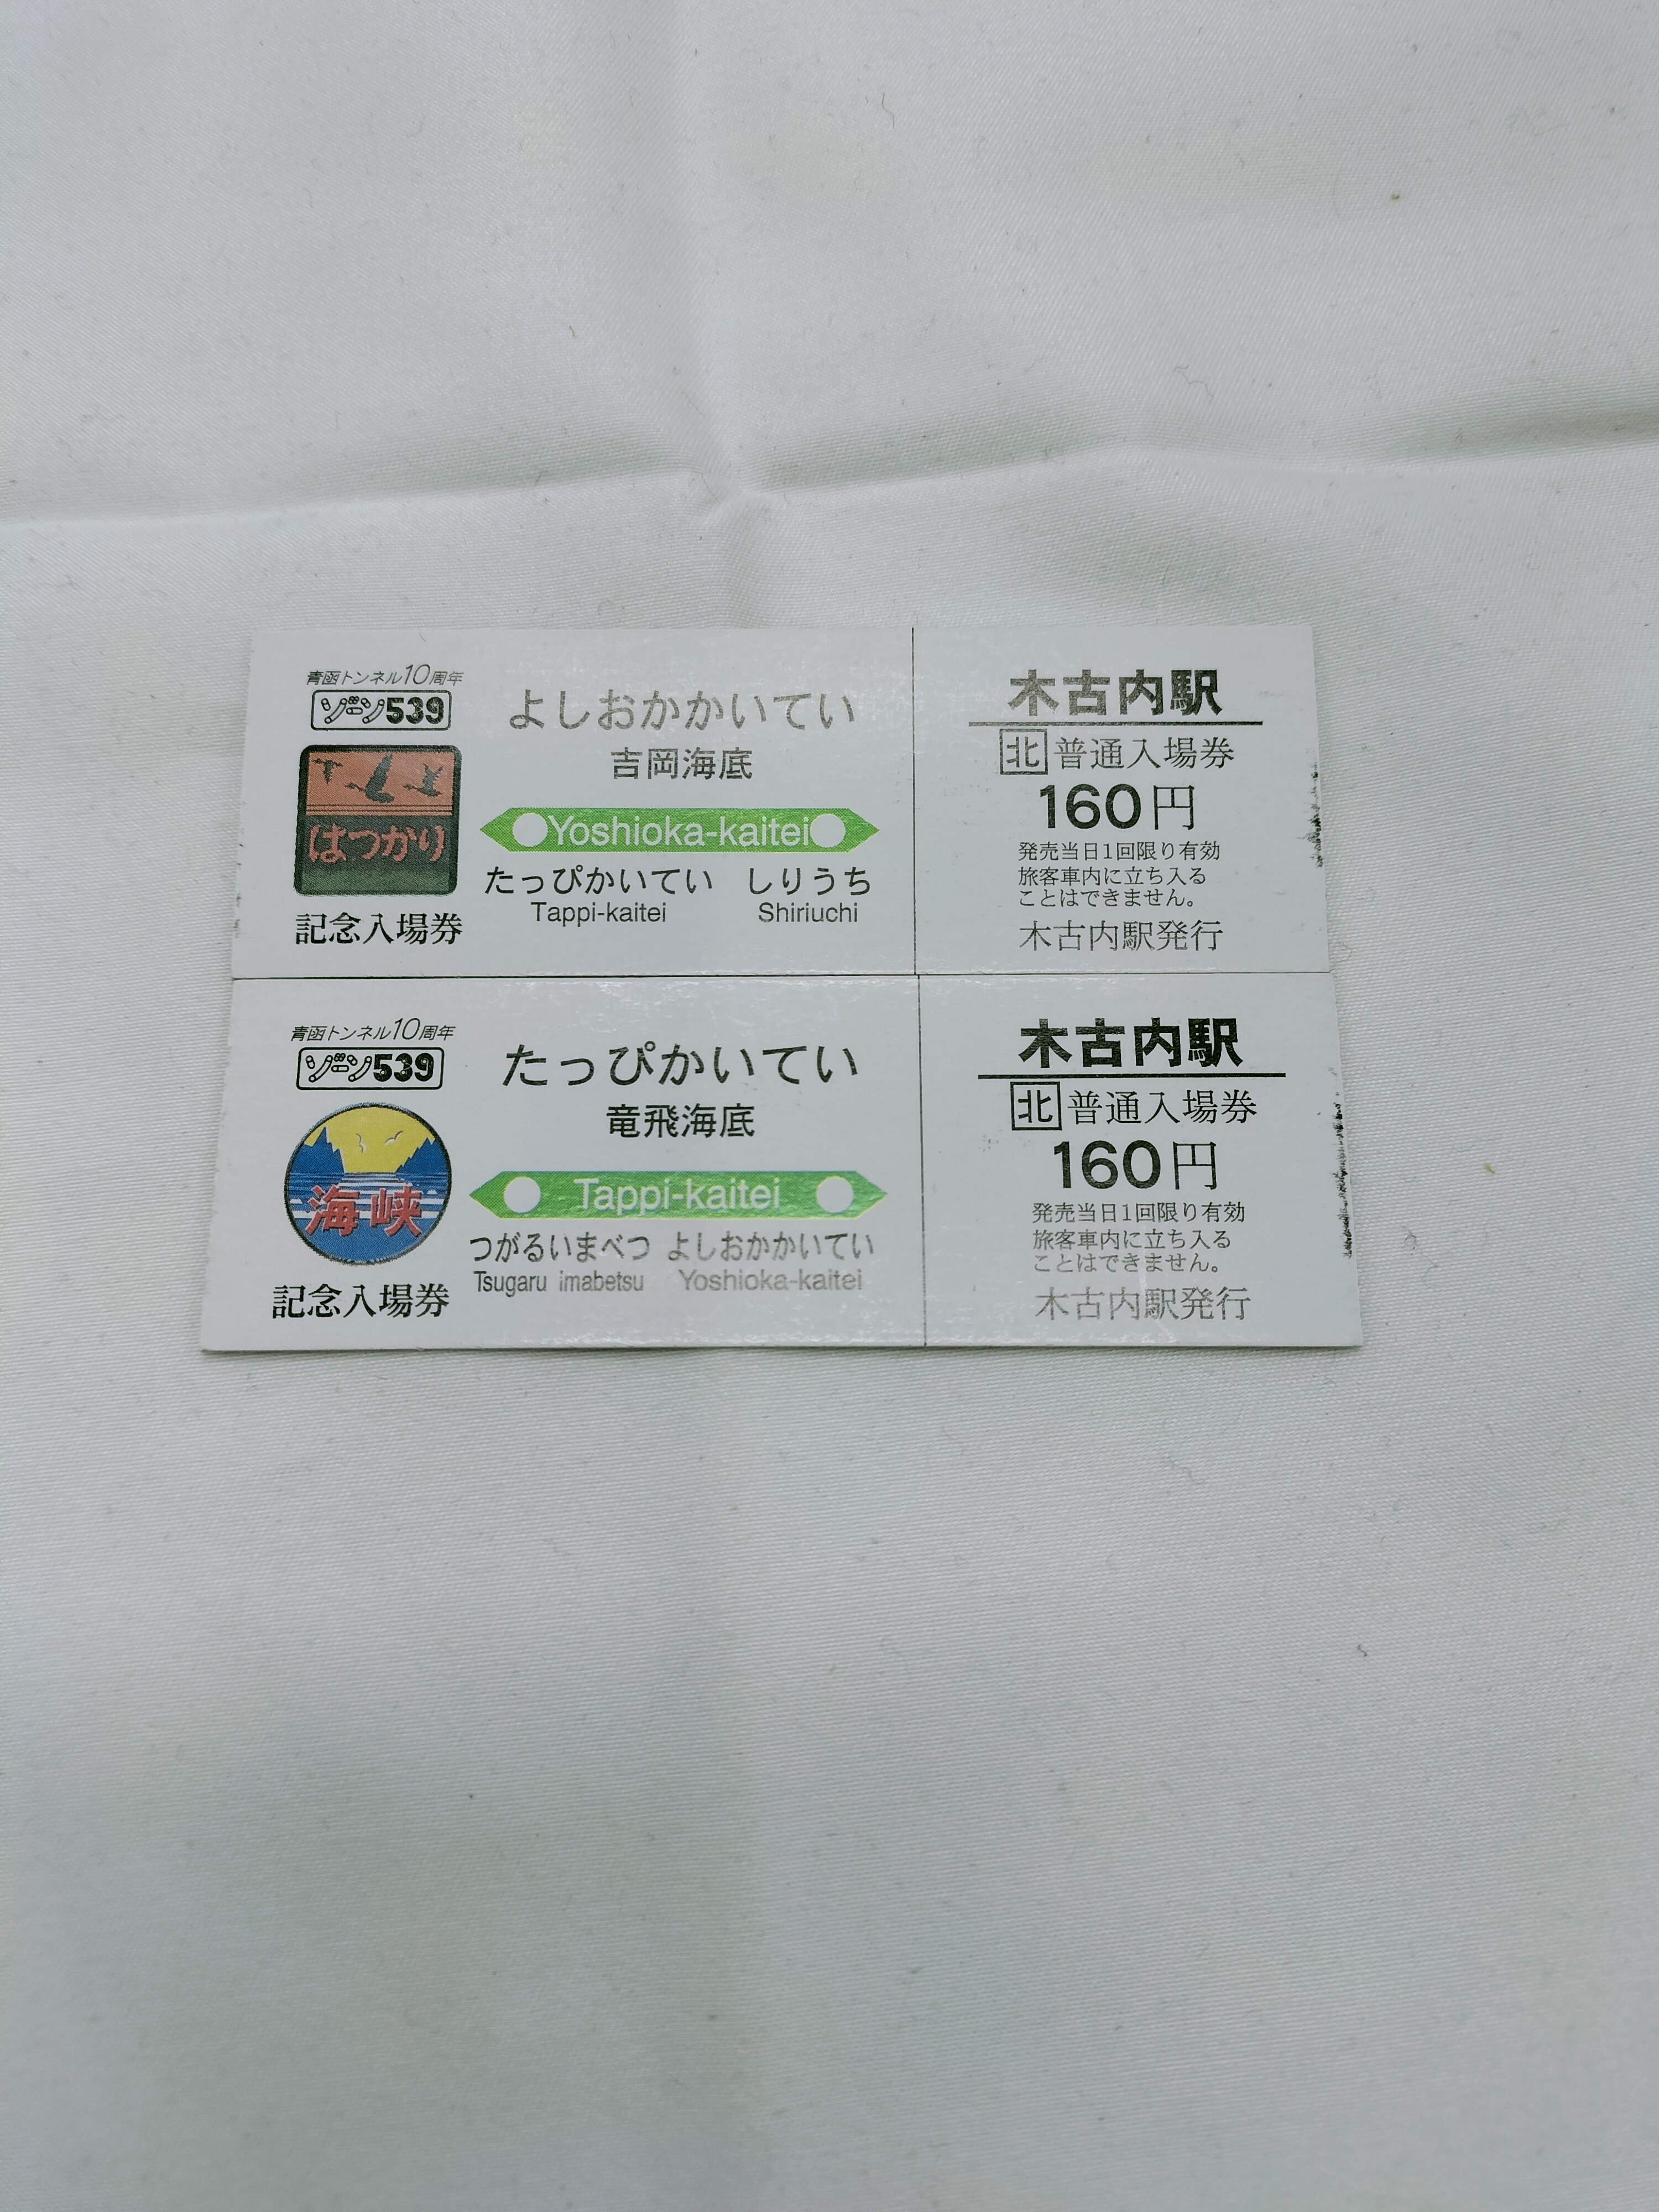 青函トンネル10周年
ゾーン539
はつかり
記念入場券
よしおかかいてい
吉岡海底
Yoshioka-kaitei
たっぴかいてい しりうち
Tappi-kaitei Shiriuchi
木古内駅
北 普通入場券
160円
発売当日1回限り有効
旅客車内に立ち入る
ことはできません。
木古内駅発行
青函トンネル10周年
ゾーン539
海峡
記念入場券
たっぴかいてい
竜飛海底
Tappi-kaitei
つがるいまべつ よしおかかいてい
Tsugaru imabetsu Yoshioka-kaitei
木古内駅
北 普通入場券
160円
発売当日1回限り有効
旅客車内に立ち入る
ことはできません。
木古内駅発行